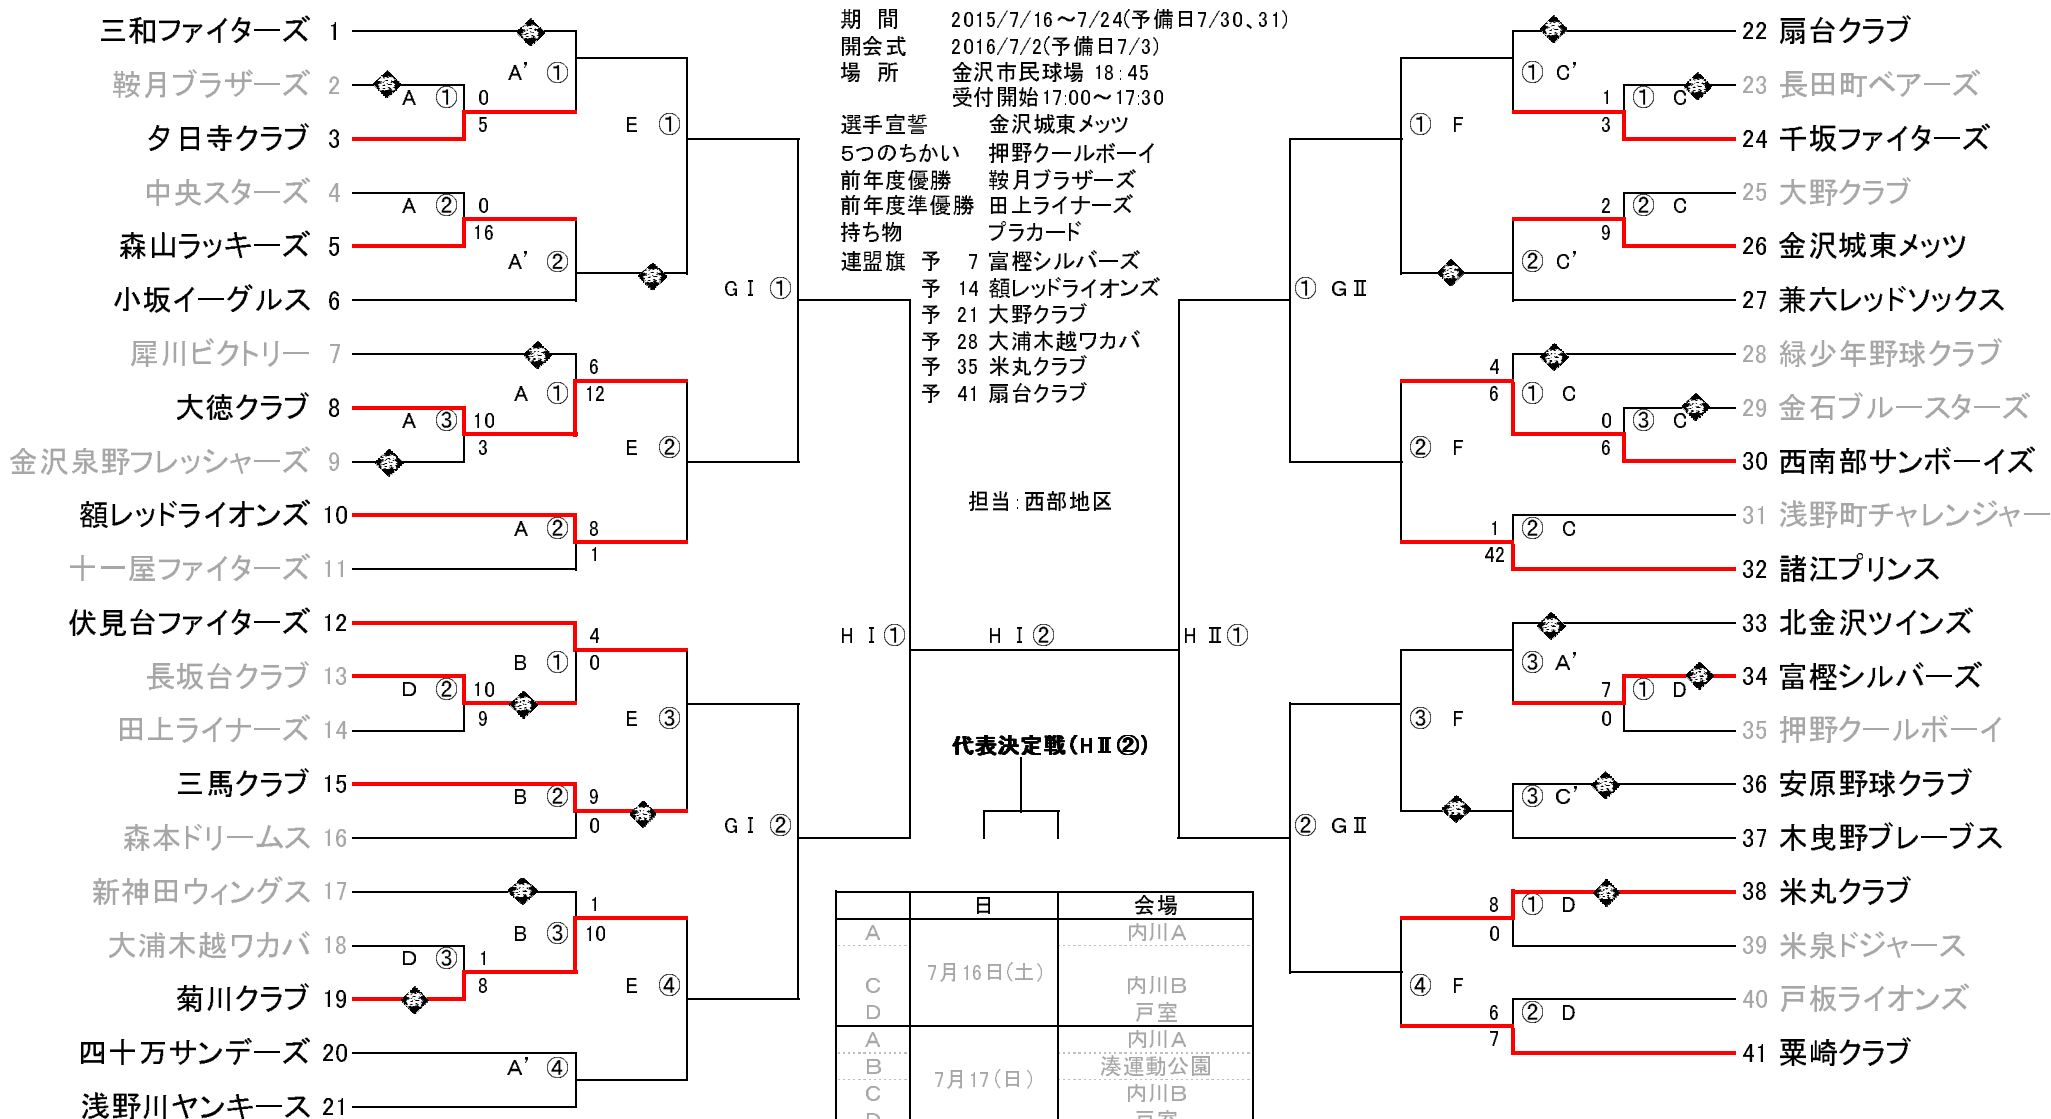 三和ファイターズ 1
鞍月ブラザーズ 2
夕日寺クラブ 3
中央スターズ 4
森山ラッキーズ 5
小坂イーグルス 6
犀川ビクトリー 7
大徳クラブ 8
金沢泉野フレッシャーズ 9
額レッドライオンズ 10
十一屋ファイターズ 11
伏見台ファイターズ 12
長坂台クラブ 13
田上ライナーズ 14
三馬クラブ 15
森本ドリームス 16
新神田ウィングス 17
大浦木越ワカバ 18
菊川クラブ 19
四十万サンデーズ 20
浅野川ヤンキース 21
A ① 0
5
A ② 0
16
A ③ 10
3
D ② 10
9
D ③ 1
8
A' ①
A' ②
A ① 6
12
A ② 8
1
B ① 4
0
B ② 9
0
B ③ 1
10
A' ④
E ①
E ②
E ③
E ④
GⅠ ①
GⅠ ②
HⅠ①
期 間 2015/7/16～7/24(予備日7/30、31)
開会式 2016/7/2(予備日7/3)
場 所 金沢市民球場 18:45
受付開始17:00～17:30
選手宣誓 金沢城東メッツ
5つのちかい 押野クールボーイ
前年度優勝 鞍月ブラザーズ
前年度準優勝 田上ライナーズ
持ち物 プラカード
連盟旗 予 7 富樫シルバーズ
予 14 額レッドライオンズ
予 21 大野クラブ
予 28 大浦木越ワカバ
予 35 米丸クラブ
予 41 扇台クラブ
担当:西部地区
HⅠ②
代表決定戦(HⅡ②)
日 会場
A 7月16日(土) 内川A
C 内川B
D 戸室
A 7月17(日) 内川A
B 湊運動公園
C 内川B
D 戸室
HⅡ①
① GⅡ
② GⅡ
① F
② F
③ F
④ F
① C'
② C'
4
6 ① C
1
42 ② C
③ A'
③ C'
8
0 ① D
6
7 ② D
1
3 ① C
2
9 ② C
0
6 ③ C
7
0 ① D
22 扇台クラブ
23 長田町ベアーズ
24 千坂ファイターズ
25 大野クラブ
26 金沢城東メッツ
27 兼六レッドソックス
28 緑少年野球クラブ
29 金石ブルースターズ
30 西南部サンボーイズ
31 浅野町チャレンジャー
32 諸江プリンス
33 北金沢ツインズ
34 富樫シルバーズ
35 押野クールボーイ
36 安原野球クラブ
37 木曳野ブレーブス
38 米丸クラブ
39 米泉ドジャース
40 戸板ライオンズ
41 粟崎クラブ